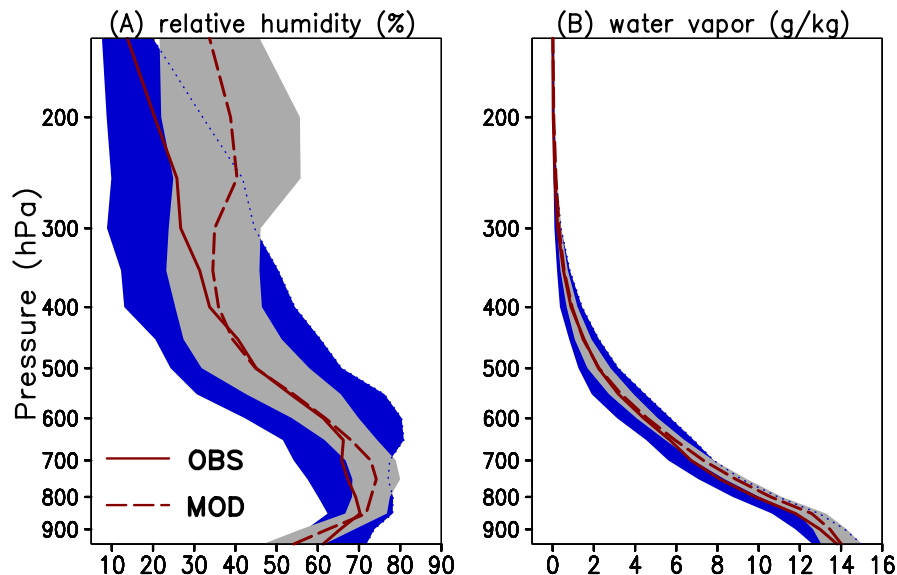 (A) relative humidity (%)
(B) water vapor (g/kg)
Pressure (hPa)
200
300
400
500
600
700
800
900
10 20 30 40 50 60 70 80 90
OBS
MOD
200
300
400
500
600
700
800
900
0 2 4 6 8 10 12 14 16